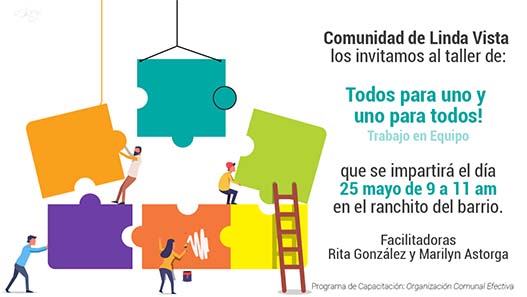 Comunidad de Linda Vista
los invitamos al taller de:
Todos para uno y
uno para todos!
Trabajo en Equipo
que se impartirá el día
25 mayo de 9 a 11 am
en el ranchito del barrio.
Facilitadoras
Rita González y Marilyn Astorga
Programa de Capacitación: Organización Comunal Efectiva